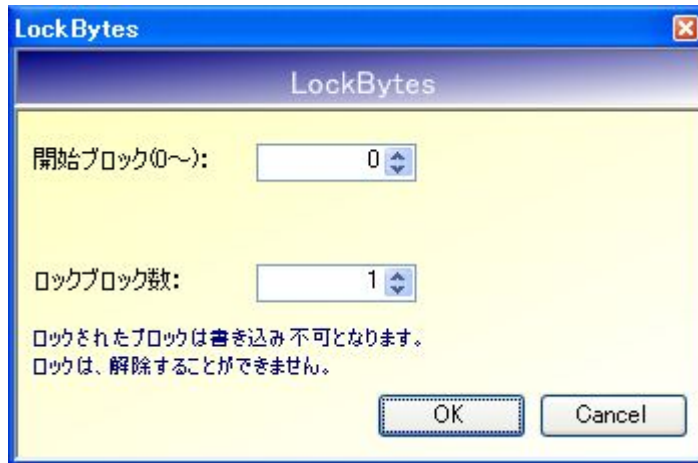 LockBytes
LockBytes
開始ブロック(0～): 0
ロックブロック数: 1
ロックされたブロックは書き込み不可となります。
ロックは、解除することができません。
OK Cancel